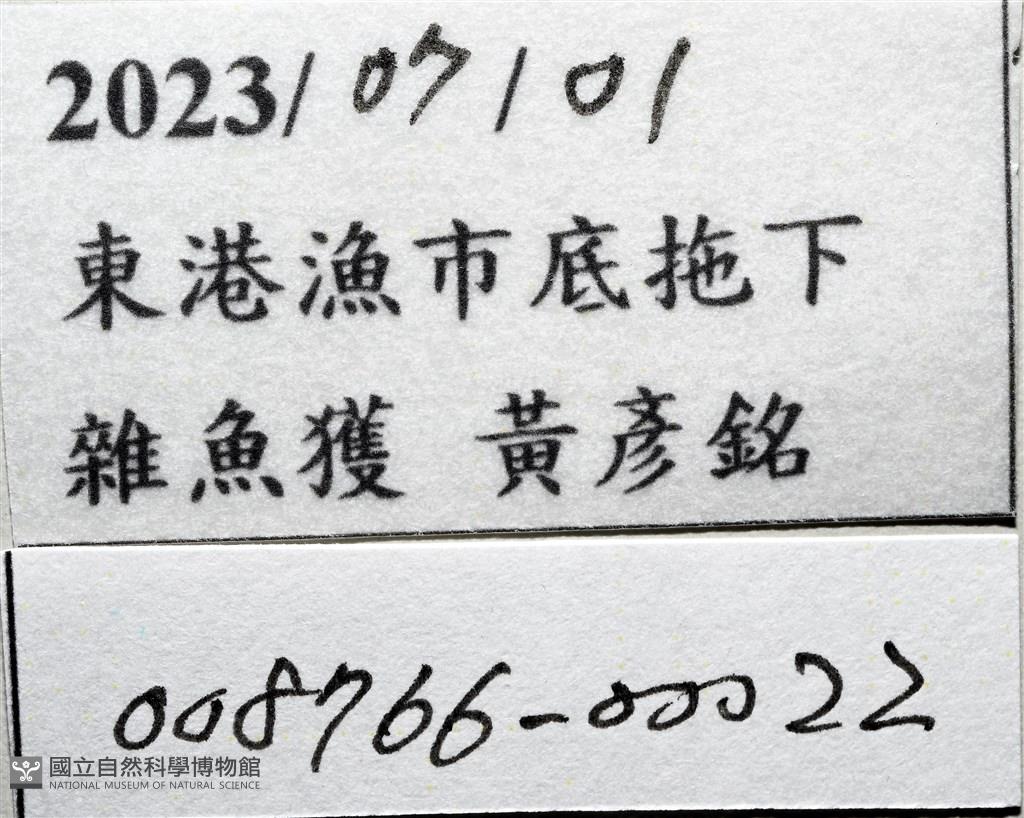 2023/07/01
東港漁市底拖下
雜魚獲 黃彥銘
008766-00022
國立自然科學博物館
NATIONAL MUSEUM OF NATURAL SCIENCE